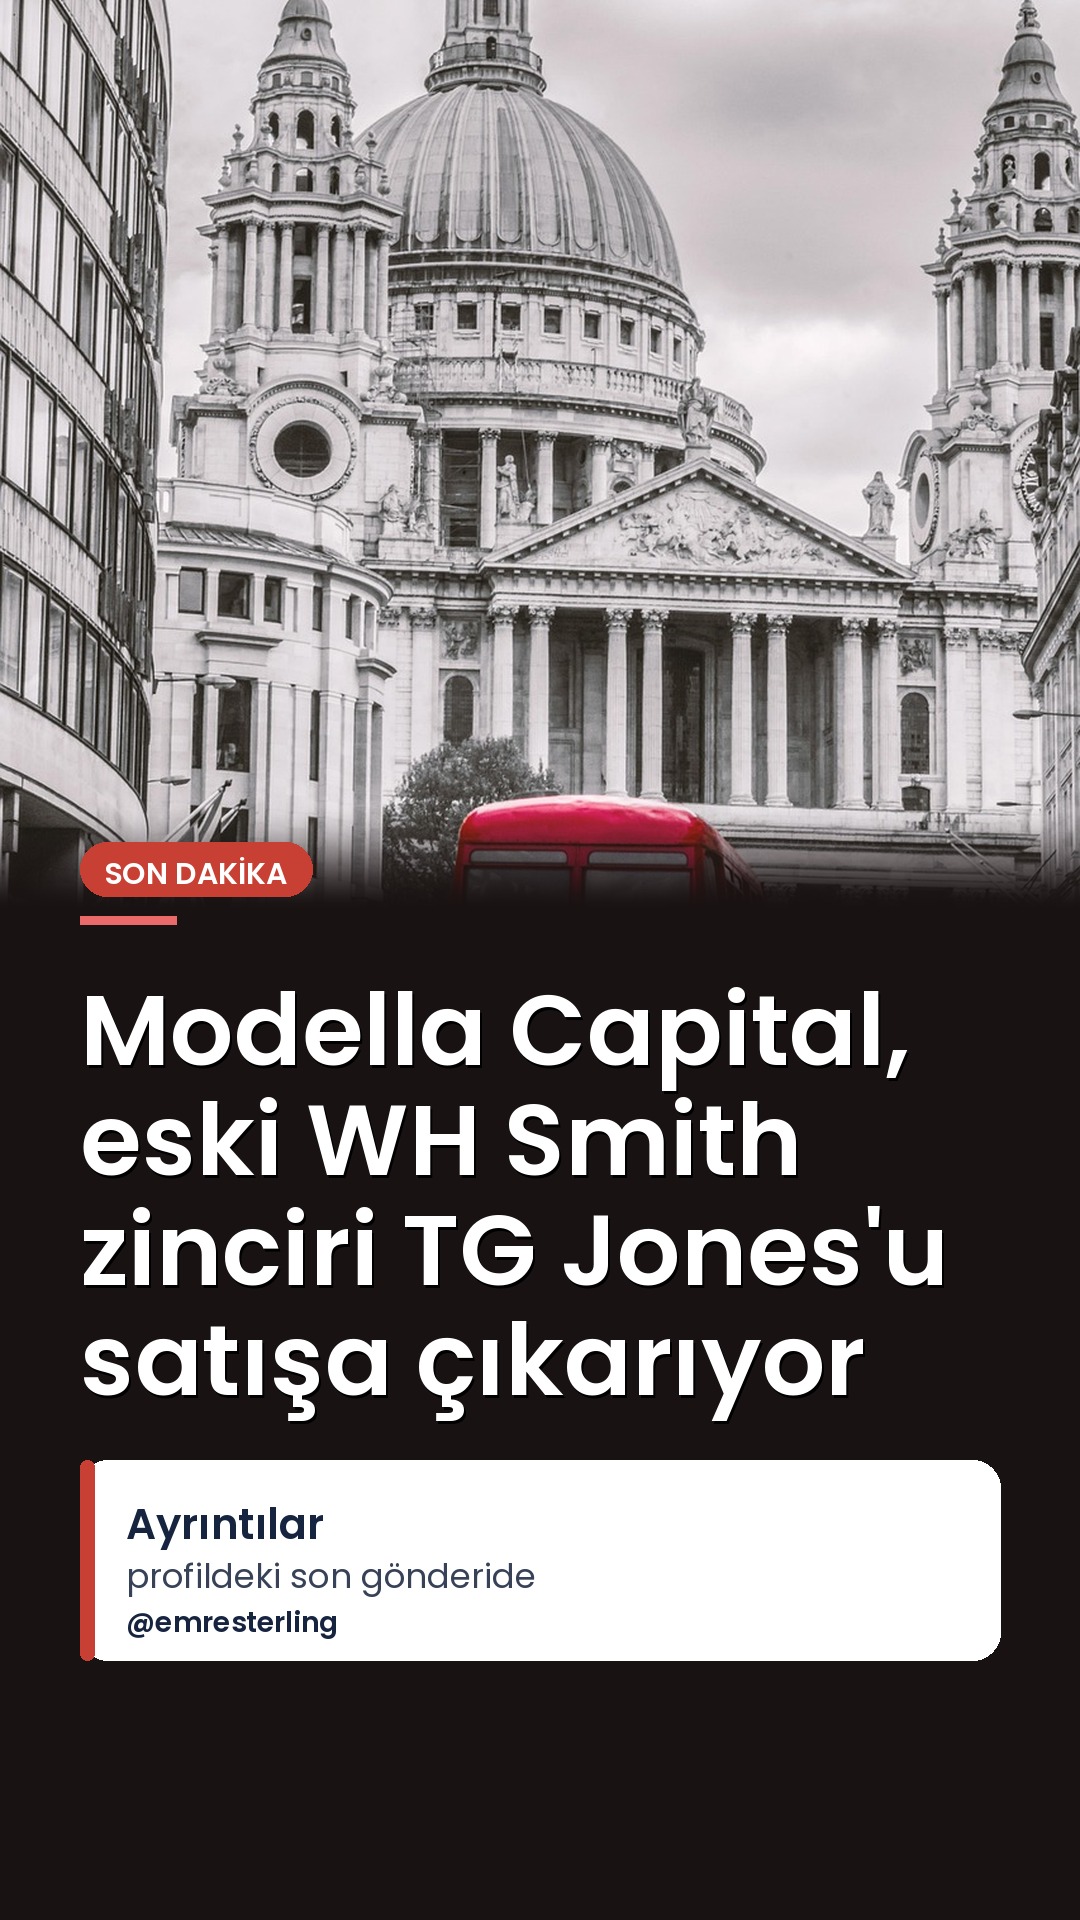 SON DAKİKA
Modella Capital,
eski WH Smith
zinciri TG Jones'u
satışa çıkarıyor
Ayrıntılar
profildeki son gönderide
@emresterling